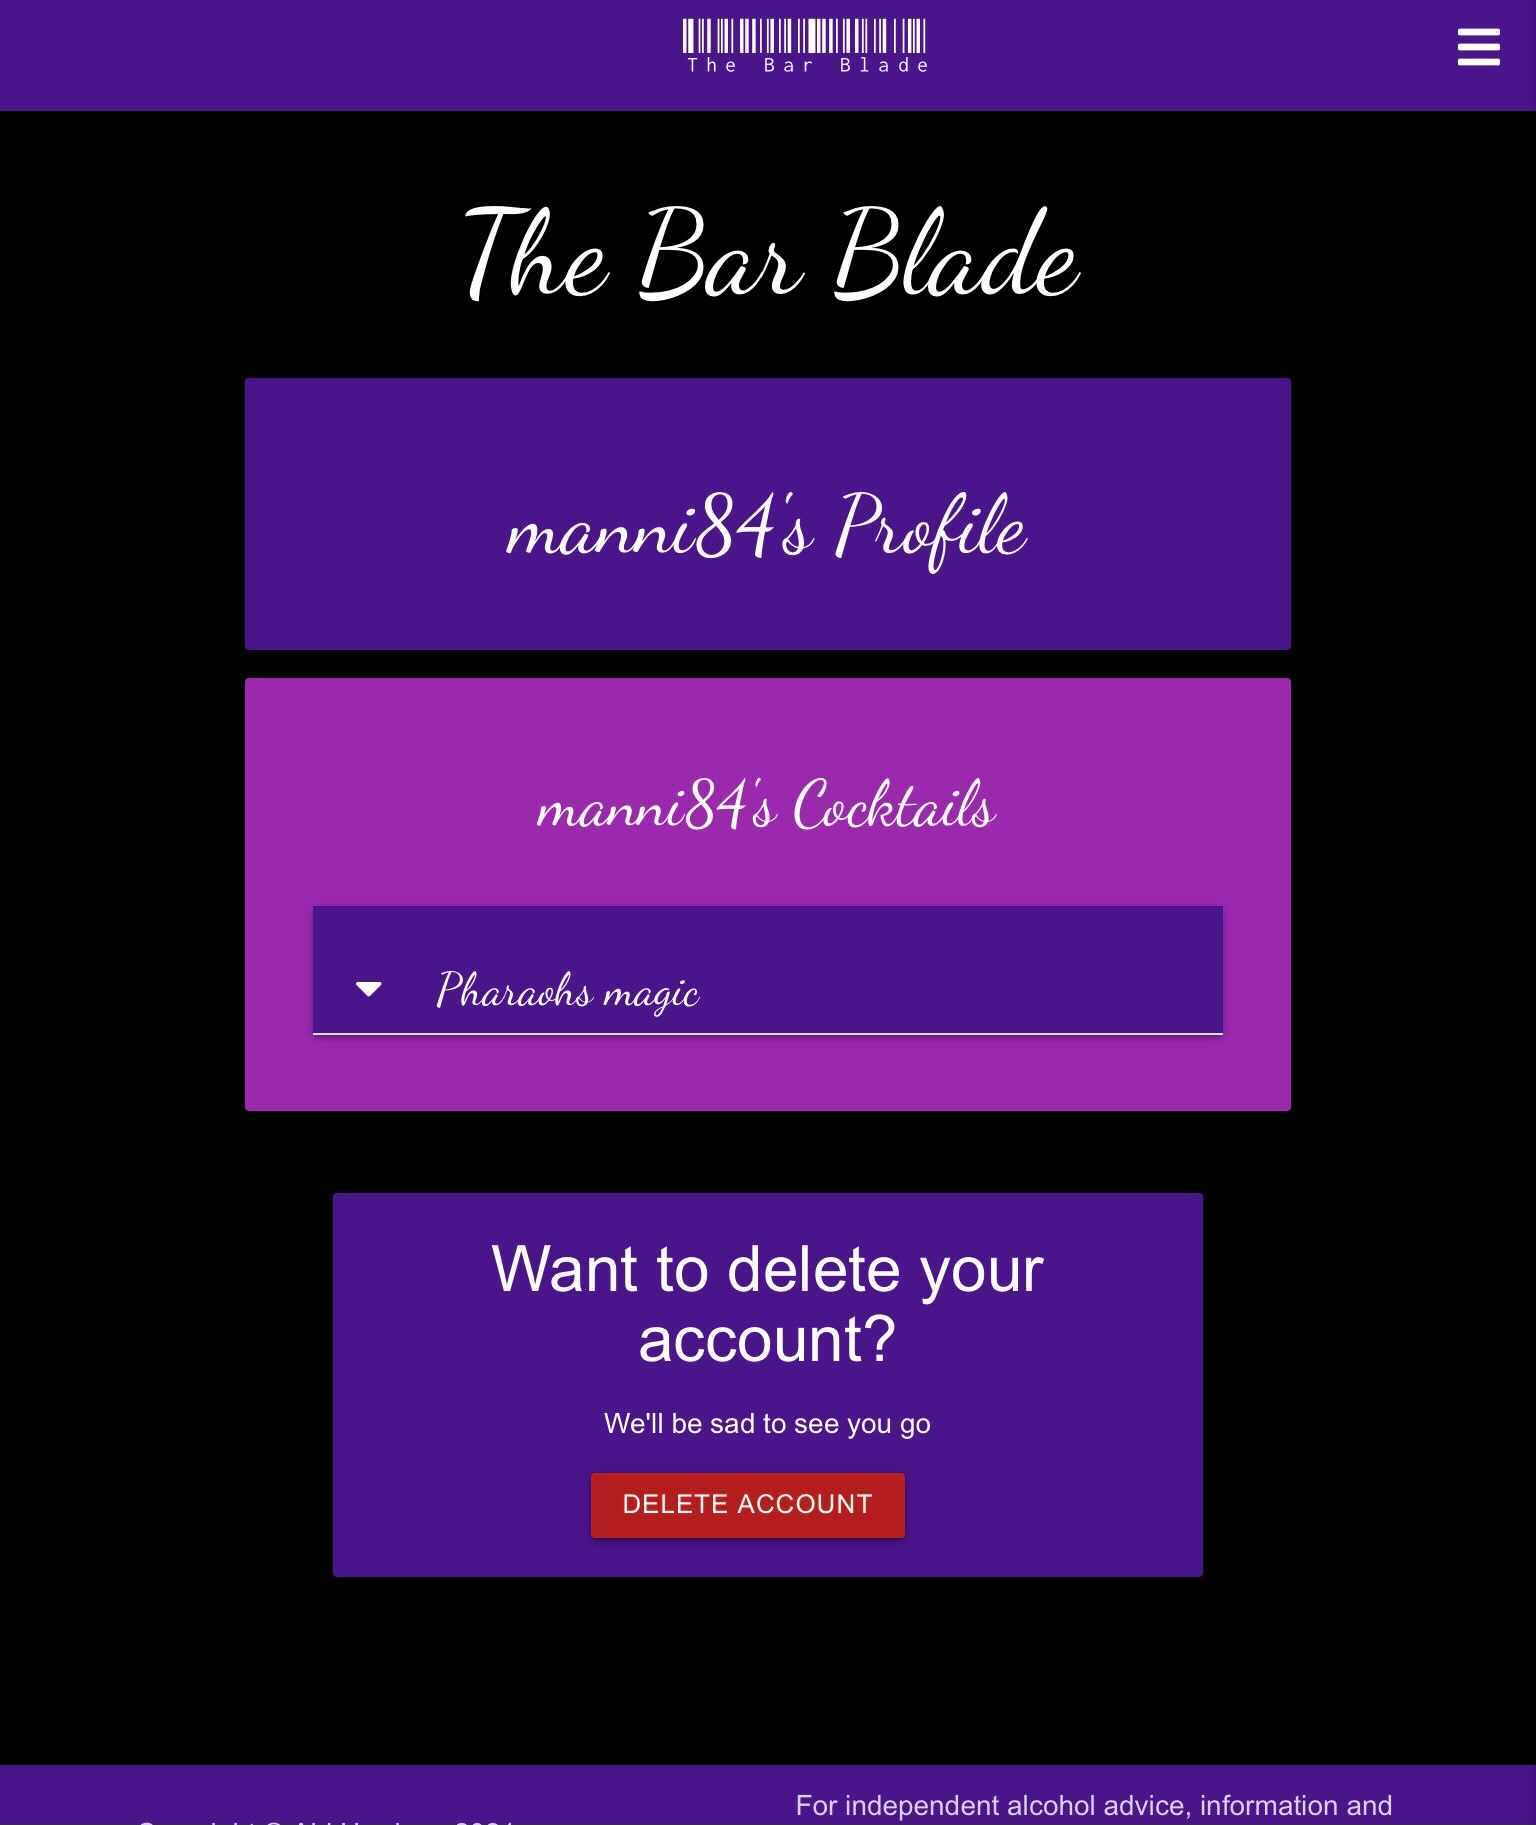 The Bar Blade
The Bar Blade
manni84's Profile
manni84's Cocktails
Pharaohs magic
Want to delete your
account?
We'll be sad to see you go
DELETE ACCOUNT
For independent alcohol advice, information and